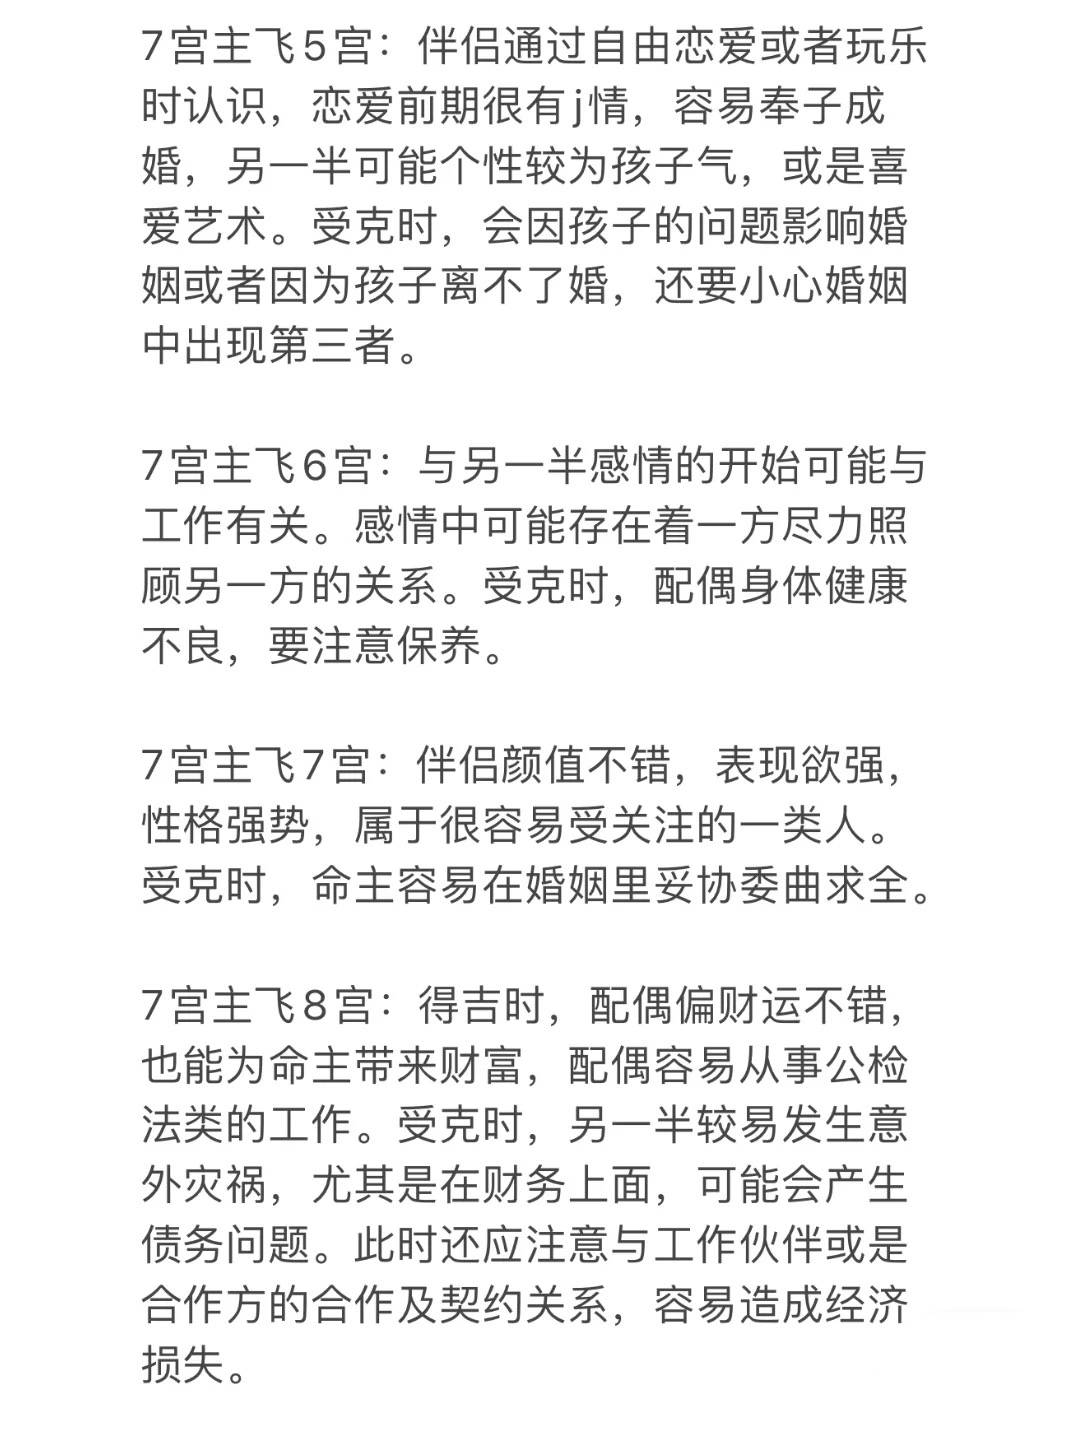 7宫主飞5宫：伴侣通过自由恋爱或者玩乐
时认识，恋爱前期很有j情，容易奉子成
婚，另一半可能个性较为孩子气，或是喜
爱艺术。受克时，会因孩子的问题影响婚
姻或者因为孩子离不了婚，还要小心婚姻
中出现第三者。
7宫主飞6宫：与另一半感情的开始可能与
工作有关。感情中可能存在着一方尽力照
顾另一方的关系。受克时，配偶身体健康
不良，要注意保养。
7宫主飞7宫：伴侣颜值不错，表现欲强，
性格强势，属于很容易受关注的一类人。
受克时，命主容易在婚姻里妥协委曲求全。
7宫主飞8宫：得吉时，配偶偏财运不错，
也能为命主带来财富，配偶容易从事公检
法类的工作。受克时，另一半较易发生意
外灾祸，尤其是在财务上面，可能会产生
债务问题。此时还应注意与工作伙伴或是
合作方的合作及契约关系，容易造成经济
损失。